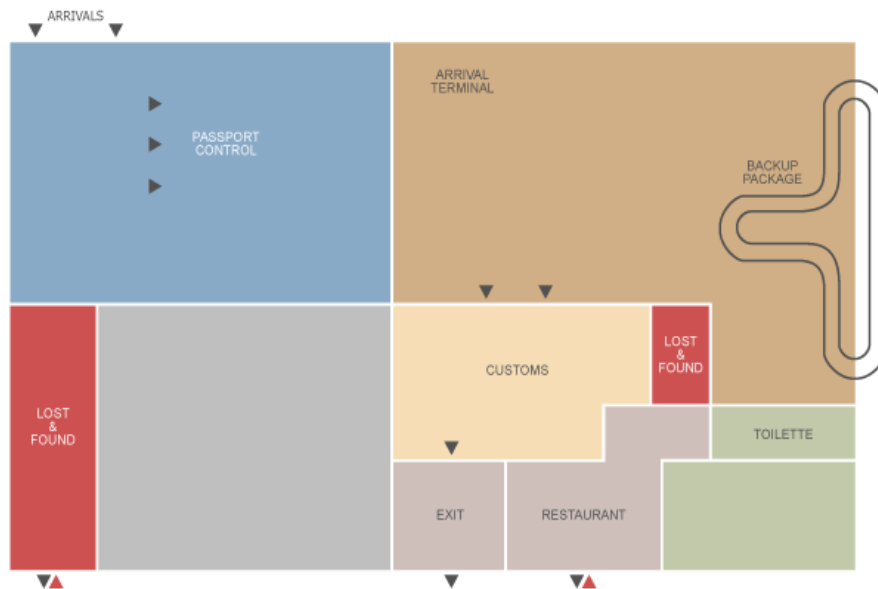 ARRIVALS
ARRIVAL
TERMINAL
PASSPORT
CONTROL
BACKUP
PACKAGE
LOST
&
FOUND
CUSTOMS
LOST
&
FOUND
TOILETTE
EXIT
RESTAURANT